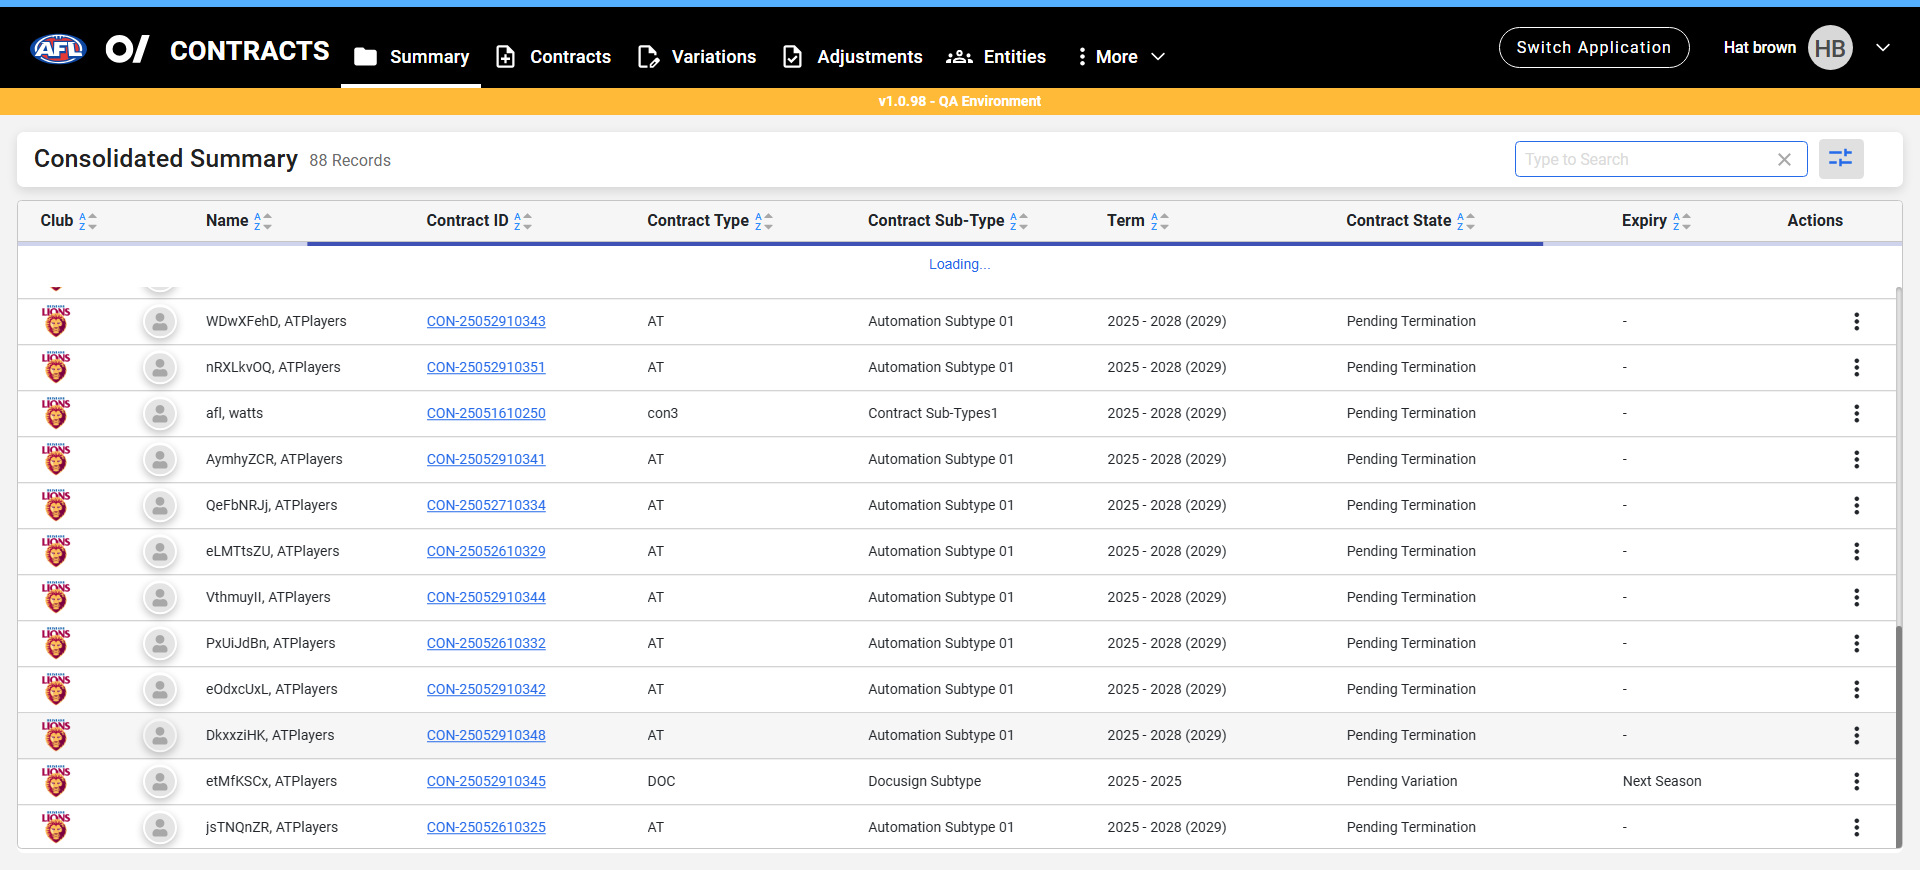 AFL CONTRACTS Summary Contracts Variations Adjustments Entities More Switch Application Hat brown HB
v1.0.98 - QA Environment
Consolidated Summary 88 Records Type to Search
Club Name Contract ID Contract Type Contract Sub-Type Term Contract State Expiry Actions
Loading...
LIONS WDwXFehD, ATPlayers CON-25052910343 AT Automation Subtype 01 2025 - 2028 (2029) Pending Termination -
LIONS nRXLkvOQ, ATPlayers CON-25052910351 AT Automation Subtype 01 2025 - 2028 (2029) Pending Termination -
LIONS afl, watts CON-25051610250 con3 Contract Sub-Types1 2025 - 2028 (2029) Pending Termination -
LIONS AymhyZCR, ATPlayers CON-25052910341 AT Automation Subtype 01 2025 - 2028 (2029) Pending Termination -
LIONS QeFbNRJj, ATPlayers CON-25052710334 AT Automation Subtype 01 2025 - 2028 (2029) Pending Termination -
LIONS eLMTtsZU, ATPlayers CON-25052610329 AT Automation Subtype 01 2025 - 2028 (2029) Pending Termination -
LIONS VthmuyII, ATPlayers CON-25052910344 AT Automation Subtype 01 2025 - 2028 (2029) Pending Termination -
LIONS PxUiJdBn, ATPlayers CON-25052610332 AT Automation Subtype 01 2025 - 2028 (2029) Pending Termination -
LIONS eOdxcUxL, ATPlayers CON-25052910342 AT Automation Subtype 01 2025 - 2028 (2029) Pending Termination -
LIONS DkxxziHK, ATPlayers CON-25052910348 AT Automation Subtype 01 2025 - 2028 (2029) Pending Termination -
LIONS etMfKSCx, ATPlayers CON-25052910345 DOC Docusign Subtype 2025 - 2025 Pending Variation Next Season
LIONS jsTNQnZR, ATPlayers CON-25052610325 AT Automation Subtype 01 2025 - 2028 (2029) Pending Termination -